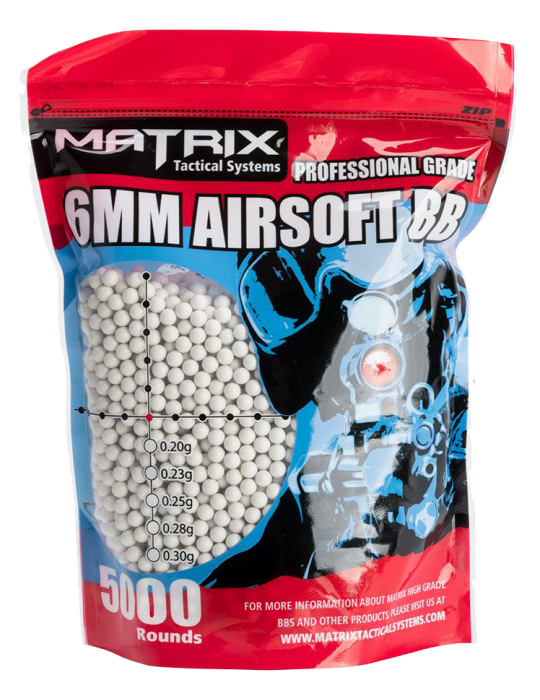 ZIP
MATRIX
Tactical Systems
PROFESSIONAL GRADE
6MM AIRSOFT BB
0.20g
0.23g
0.25g
0.28g
0.30g
5000
Rounds
FOR MORE INFORMATION ABOUT MATRIX HIGH GRADE
BBS AND OTHER PRODUCTS PLEASE VISIT US AT
WWW.MATRIXTACTICALSYSTEMS.COM